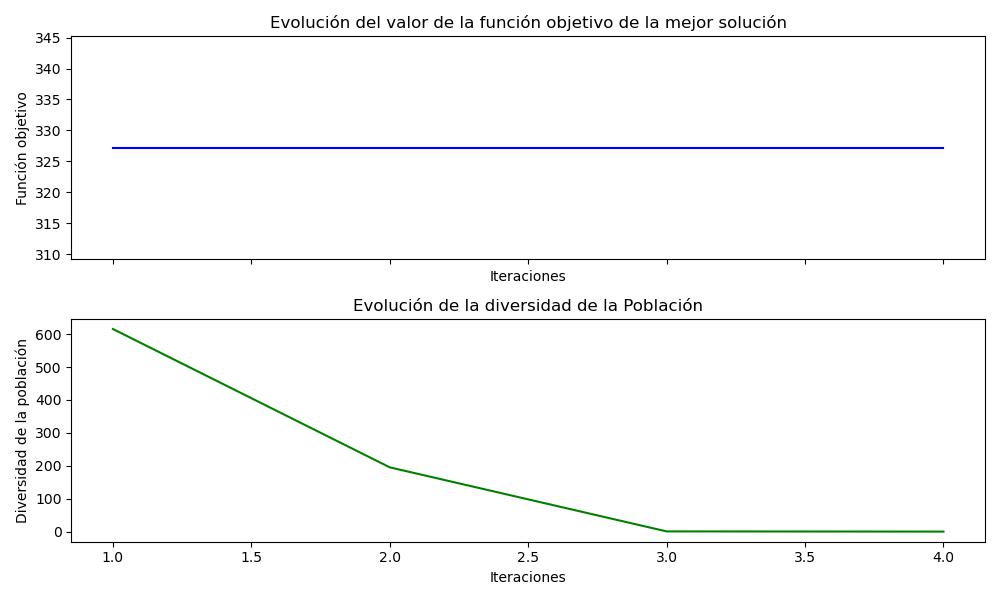 Evolución del valor de la función objetivo de la mejor solución
345
340
335
330
325
320
315
310
Función objetivo
Iteraciones
Evolución de la diversidad de la Población
600
500
400
300
200
100
0
Diversidad de la población
1.0 1.5 2.0 2.5 3.0 3.5 4.0
Iteraciones